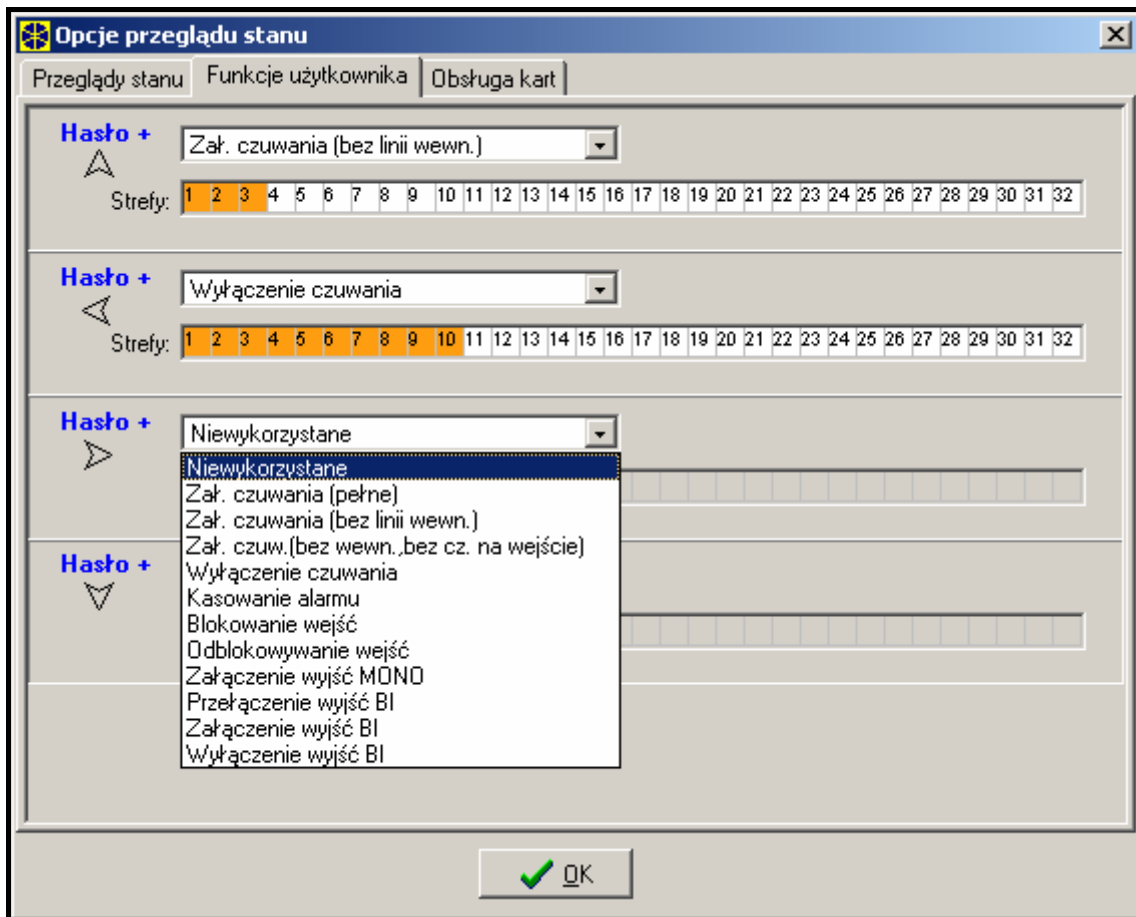 Opcje przeglądu stanu
Przeglądy stanu Funkcje użytkownika Obsługa kart
Hasło +
Zał. czuwania (bez linii wewn.)
Strefy: 1 2 3 4 5 6 7 8 9 10 11 12 13 14 15 16 17 18 19 20 21 22 23 24 25 26 27 28 29 30 31 32
Hasło +
Wyłączenie czuwania
Strefy: 1 2 3 4 5 6 7 8 9 10 11 12 13 14 15 16 17 18 19 20 21 22 23 24 25 26 27 28 29 30 31 32
Hasło +
Niewykorzystane
Niewykorzystane
Zał. czuwania (pełne)
Zał. czuwania (bez linii wewn.)
Zał. czuw.(bez wewn.,bez cz. na wejście)
Hasło +
Wyłączenie czuwania
Kasowanie alarmu
Blokowanie wejść
Odblokowywanie wejść
Załączenie wyjść MONO
Przełączenie wyjść BI
Załączenie wyjść BI
Wyłączenie wyjść BI
OK